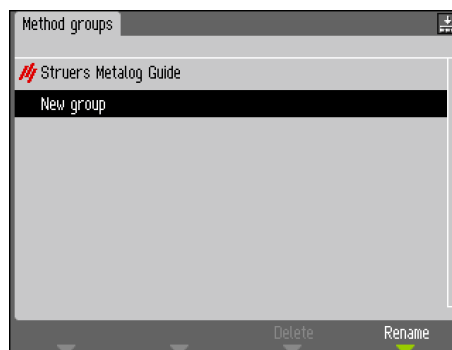 Method groups
Struers Metalog Guide
New group
Delete Rename